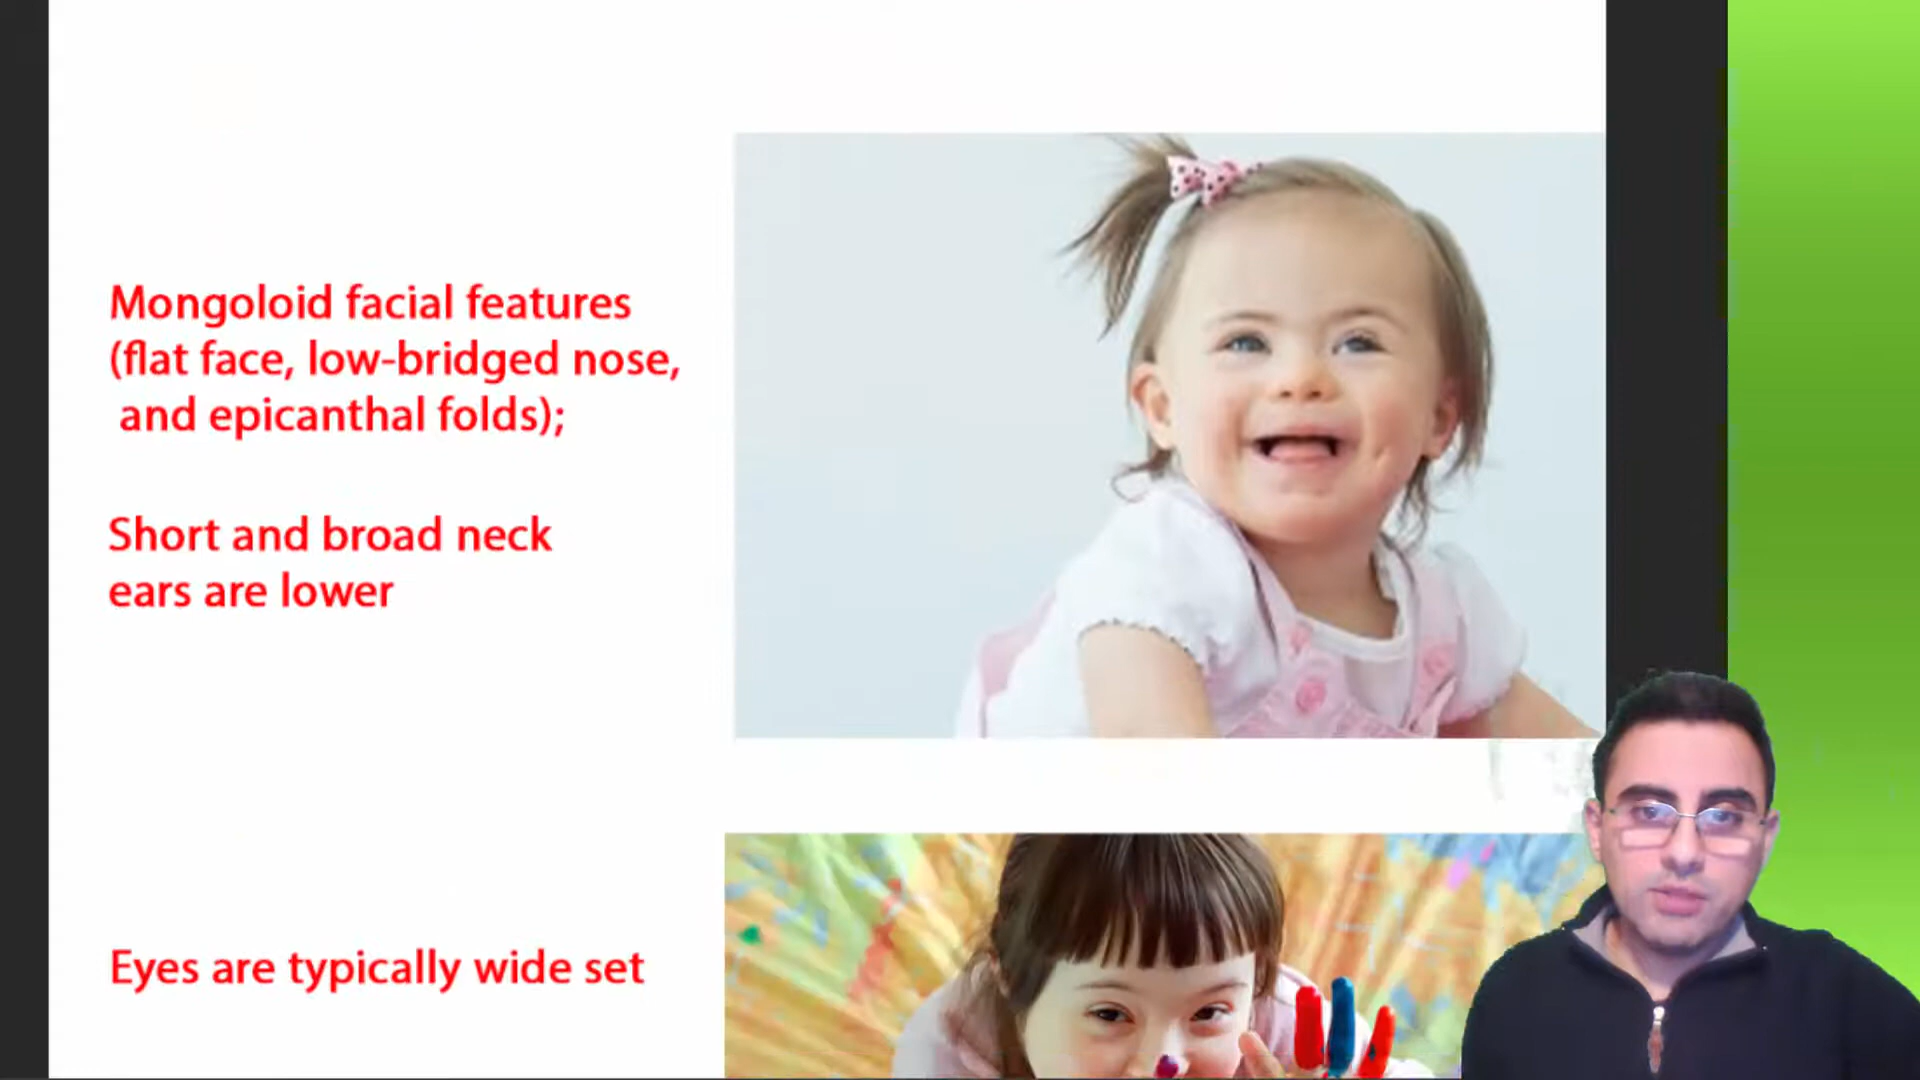 Mongoloid facial features
(flat face, low-bridged nose,
and epicanthal folds);
Short and broad neck
ears are lower
Eyes are typically wide set